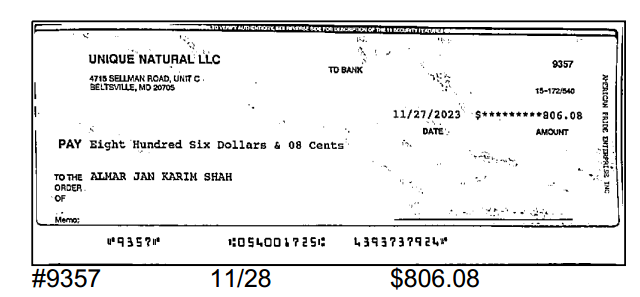 TO VERIFY AUTHENTICITY, SEE REVERSE SIDE FOR DESCRIPTION OF THE 11 SECURITY FEATURES
UNIQUE NATURAL LLC
4715 SELLMAN ROAD, UNIT C
BELTSVILLE, MD 20705
TD BANK
9357
15-172/540
11/27/2023 $*********806.08
DATE AMOUNT
PAY Eight Hundred Six Dollars & 08 Cents
TO THE ORDER OF
ALMAR JAN KARIM SHAH
Memo:
AMERICAN PRIDE ENTERPRISE INC
⑈9357⑈ ⑆054001725⑆ 4393737924⑈
#9357 11/28 $806.08